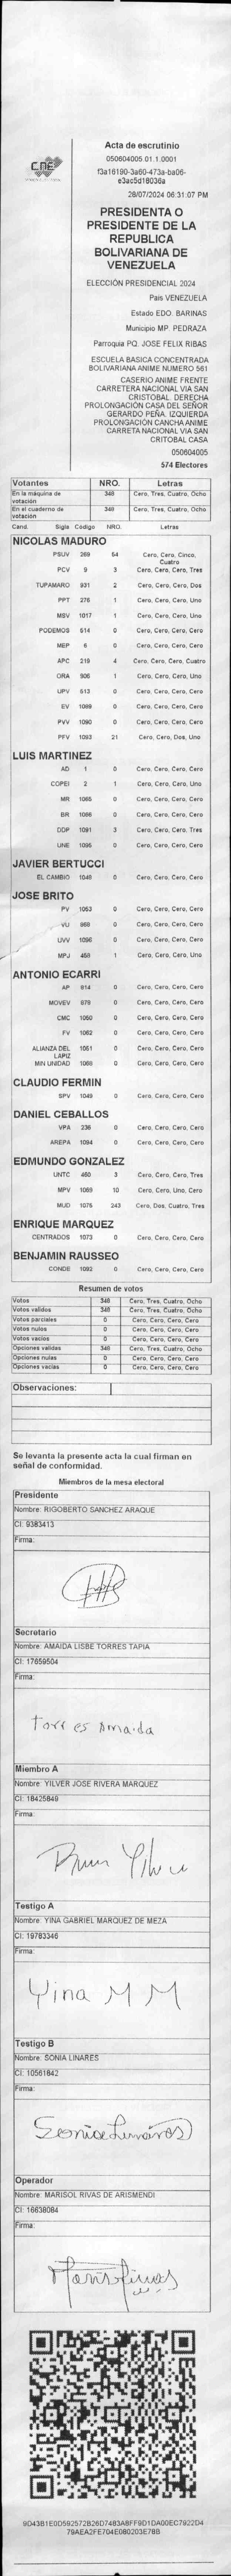 CNE
Acta de escrutinio
050604005.01.1.0001
f3a16190-3a60-473a-ba06-
e3ac5d18036a
28/07/2024 06:31:07 PM
PRESIDENTA O
PRESIDENTE DE LA
REPUBLICA
BOLIVARIANA DE
VENEZUELA
ELECCIÓN PRESIDENCIAL 2024
Pais VENEZUELA
Estado EDO. BARINAS
Municipio MP. PEDRAZA
Parroquia PQ. JOSE FELIX RIBAS
ESCUELA BASICA CONCENTRADA
BOLIVARIANA ANIME NUMERO 561
CASERIO ANIME FRENTE
CARRETERA NACIONAL VIA SAN
CRISTOBAL. DERECHA
PROLONGACIÓN CASA DEL SEÑOR
GERARDO PEÑA. IZQUIERDA
PROLONGACIÓN CANCHA ANIME
CARRETA NACIONAL VIA SAN
CRITOBAL CASA
050604005
574 Electores
Votantes NRO. Letras
En la máquina de votación 348 Cero, Tres, Cuatro, Ocho
En el cuaderno de votación 348 Cero, Tres, Cuatro, Ocho
Cand. Sigla Código NRO. Letras
NICOLAS MADURO
PSUV 269 54 Cero, Cero, Cinco, Cuatro
PCV 9 3 Cero, Cero, Cero, Tres
TUPAMARO 931 2 Cero, Cero, Cero, Dos
PPT 276 1 Cero, Cero, Cero, Uno
MSV 1017 1 Cero, Cero, Cero, Uno
PODEMOS 514 0 Cero, Cero, Cero, Cero
MEP 6 0 Cero, Cero, Cero, Cero
APC 219 4 Cero, Cero, Cero, Cuatro
ORA 906 1 Cero, Cero, Cero, Uno
UPV 513 0 Cero, Cero, Cero, Cero
EV 1089 0 Cero, Cero, Cero, Cero
PVV 1090 0 Cero, Cero, Cero, Cero
PFV 1093 21 Cero, Cero, Dos, Uno
LUIS MARTINEZ
AD 1 0 Cero, Cero, Cero, Cero
COPEI 2 1 Cero, Cero, Cero, Uno
MR 1065 0 Cero, Cero, Cero, Cero
BR 1066 0 Cero, Cero, Cero, Cero
DDP 1091 3 Cero, Cero, Cero, Tres
UNE 1095 0 Cero, Cero, Cero, Cero
JAVIER BERTUCCI
EL CAMBIO 1046 0 Cero, Cero, Cero, Cero
JOSE BRITO
PV 1053 0 Cero, Cero, Cero, Cero
VU 868 0 Cero, Cero, Cero, Cero
UVV 1096 0 Cero, Cero, Cero, Cero
MPJ 458 1 Cero, Cero, Cero, Uno
ANTONIO ECARRI
AP 814 0 Cero, Cero, Cero, Cero
MOVEV 979 0 Cero, Cero, Cero, Cero
CMC 1050 0 Cero, Cero, Cero, Cero
FV 1062 0 Cero, Cero, Cero, Cero
ALIANZA DEL LAPIZ 1051 0 Cero, Cero, Cero, Cero
MIN UNIDAD 1069 0 Cero, Cero, Cero, Cero
CLAUDIO FERMIN
SPV 1049 0 Cero, Cero, Cero, Cero
DANIEL CEBALLOS
VPA 236 0 Cero, Cero, Cero, Cero
AREPA 1094 0 Cero, Cero, Cero, Cero
EDMUNDO GONZALEZ
UNTC 460 3 Cero, Cero, Cero, Tres
MPV 1059 10 Cero, Cero, Uno, Cero
MUD 1075 243 Cero, Dos, Cuatro, Tres
ENRIQUE MARQUEZ
CENTRADOS 1073 0 Cero, Cero, Cero, Cero
BENJAMIN RAUSSEO
CONDE 1092 0 Cero, Cero, Cero, Cero
Resumen de votos
Votos 348 Cero, Tres, Cuatro, Ocho
Votos validos 348 Cero, Tres, Cuatro, Ocho
Votos parciales 0 Cero, Cero, Cero, Cero
Votos nulos 0 Cero, Cero, Cero, Cero
Votos vacios 0 Cero, Cero, Cero, Cero
Opciones validas 348 Cero, Tres, Cuatro, Ocho
Opciones nulas 0 Cero, Cero, Cero, Cero
Opciones vacias 0 Cero, Cero, Cero, Cero
Observaciones:
Se levanta la presente acta la cual firman en
señal de conformidad.
Miembros de la mesa electoral
Presidente
Nombre: RIGOBERTO SANCHEZ ARAQUE
CI: 9383413
Firma:
Secretario
Nombre: AMAIDA LISBE TORRES TAPIA
CI: 17659504
Firma:
Torres Amaida
Miembro A
Nombre: YILVER JOSE RIVERA MARQUEZ
CI: 18425849
Firma:
Testigo A
Nombre: YINA GABRIEL MARQUEZ DE MEZA
CI: 19783346
Firma:
Yina M M
Testigo B
Nombre: SONIA LINARES
CI: 10561642
Firma:
Sonia Linares
Operador
Nombre: MARISOL RIVAS DE ARISMENDI
CI: 16638084
Firma:
9D43B1E0D592572B26D7483A8FF9D1DA00EC7922D4
79AEA2FE704E080203E78B